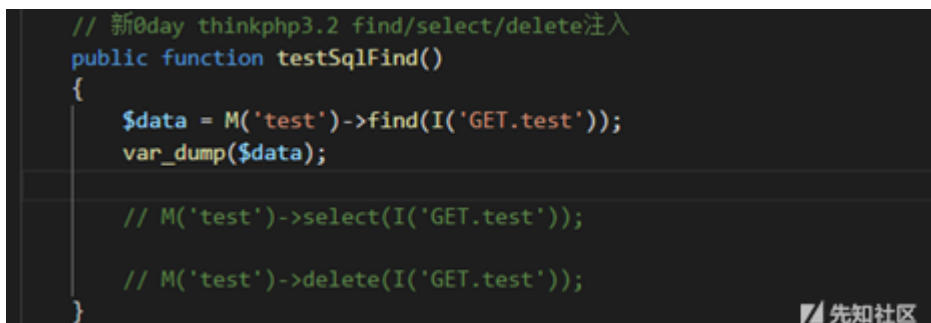 // 新0day thinkphp3.2 find/select/delete注入
public function testSqlFind()
{
$data = M('test')->find(I('GET.test'));
var_dump($data);
// M('test')->select(I('GET.test'));
// M('test')->delete(I('GET.test'));
}
先知社区